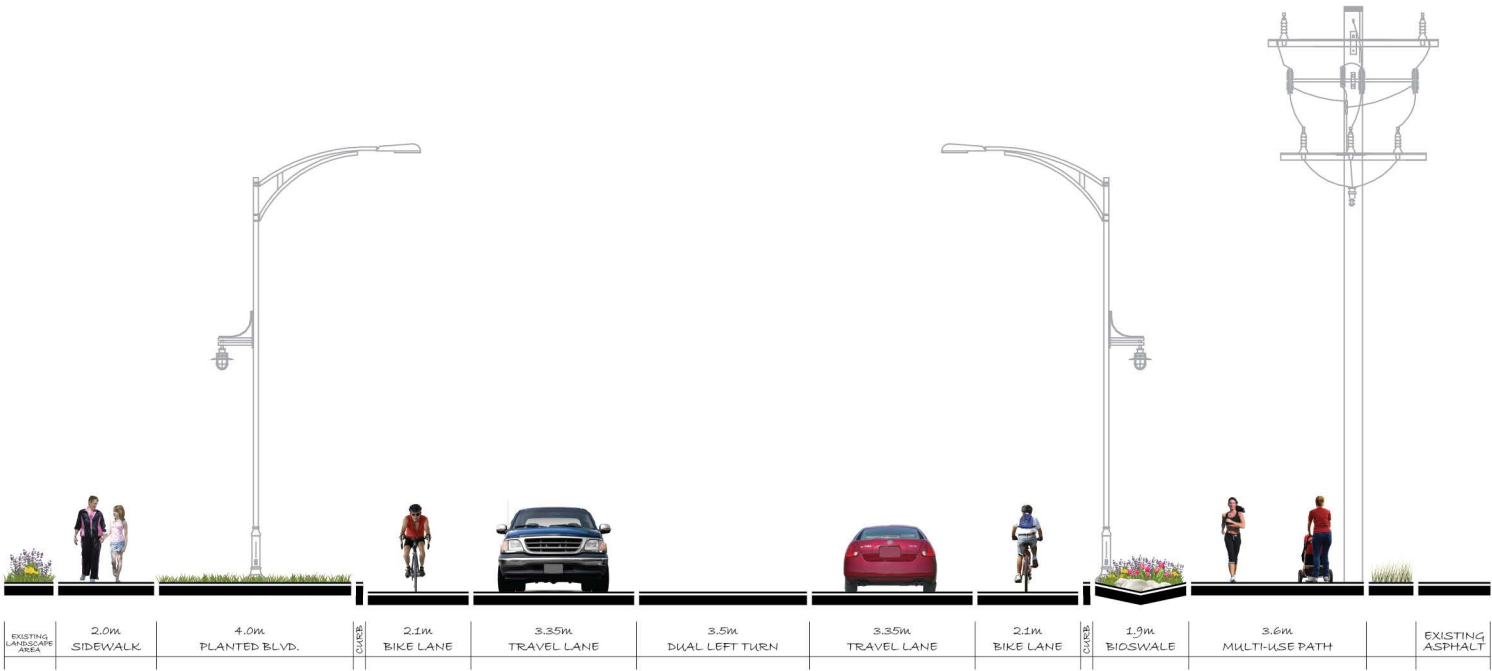 EXISTING
LANDSCAPE
AREA
2.0m
SIDEWALK
4.0m
PLANTED BLVD.
CURB
2.1m
BIKE LANE
3.35m
TRAVEL LANE
3.5m
DUAL LEFT TURN
3.35m
TRAVEL LANE
2.1m
BIKE LANE
CURB
1.9m
BIOSWALE
3.6m
MULTI-USE PATH
EXISTING
ASPHALT